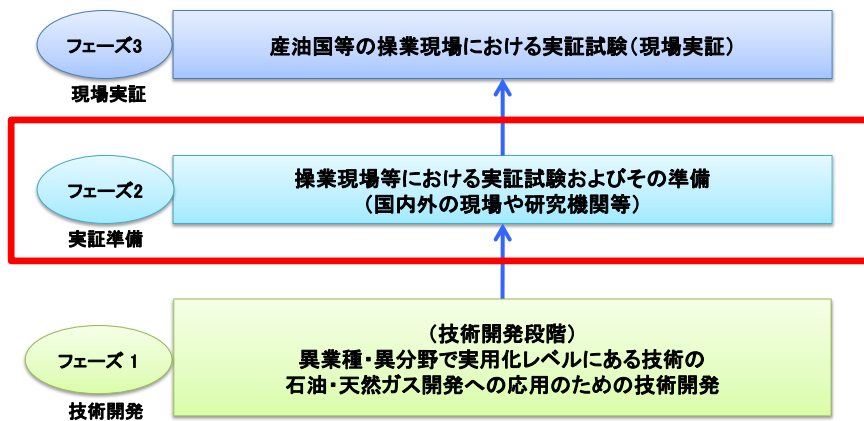 フェーズ3
産油国等の操業現場における実証試験(現場実証)
現場実証
フェーズ2
操業現場等における実証試験およびその準備
(国内外の現場や研究機関等)
実証準備
フェーズ 1
(技術開発段階)
異業種・異分野で実用化レベルにある技術の
石油・天然ガス開発への応用のための技術開発
技術開発